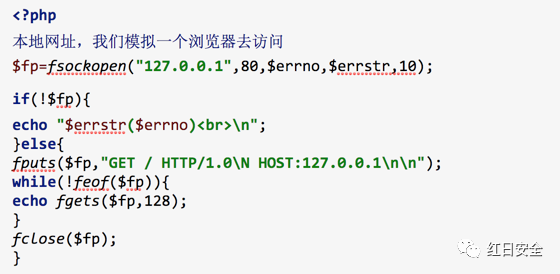 <?php
本地网址，我们模拟一个浏览器去访问
$fp=fsockopen("127.0.0.1",80,$errno,$errstr,10);
if(!$fp){
echo "$errstr($errno)<br>\n";
}else{
fputs($fp,"GET / HTTP/1.0\N HOST:127.0.0.1\n\n");
while(!feof($fp)){
echo fgets($fp,128);
}
fclose($fp);
}
红日安全